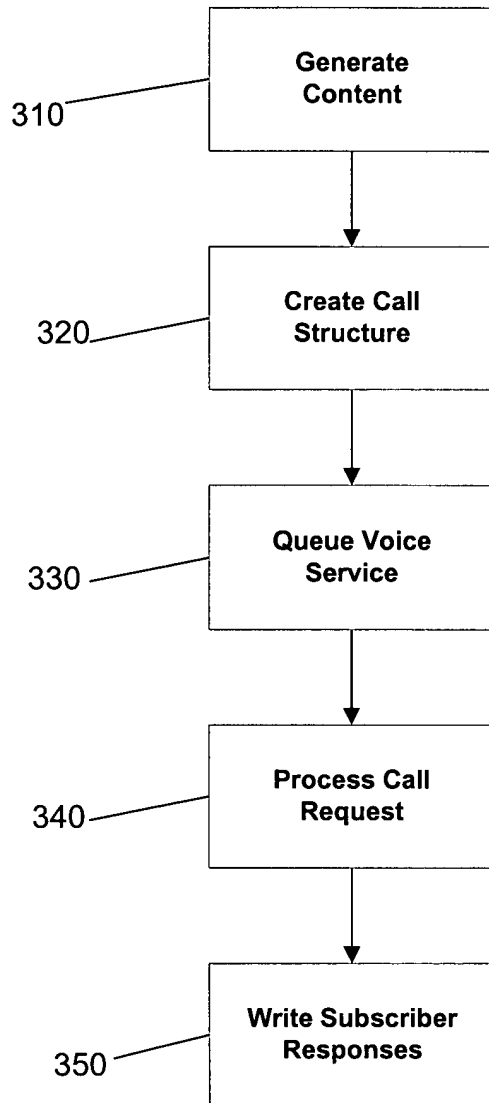 Generate
Content
310
Create Call
Structure
320
Queue Voice
Service
330
Process Call
Request
340
Write Subscriber
Responses
350